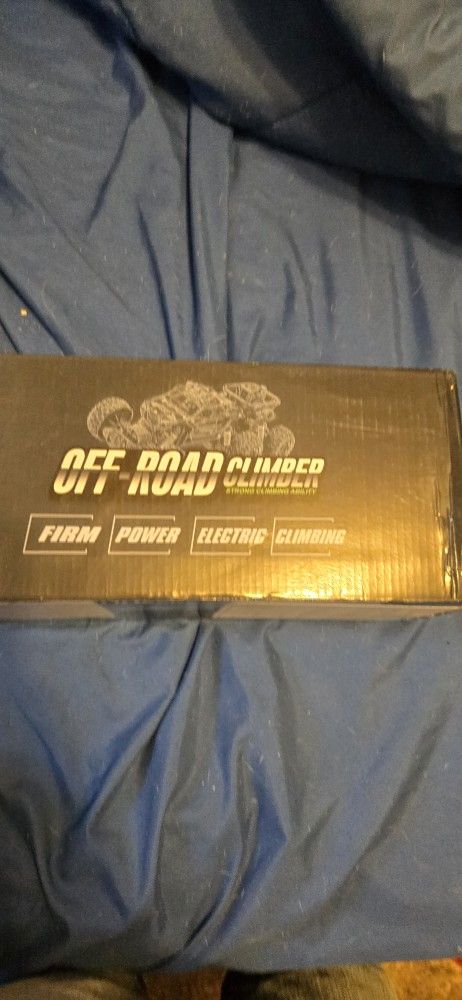 OFF-ROAD CLIMBER
STRONG CLIMBING ABILITY
FIRM POWER ELECTRIC CLIMBING